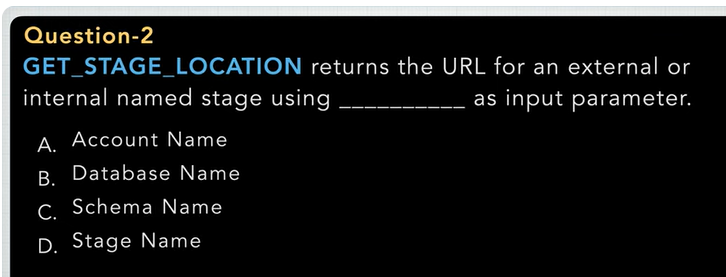 Question-2
GET_STAGE_LOCATION returns the URL for an external or
internal named stage using __________ as input parameter.
A. Account Name
B. Database Name
C. Schema Name
D. Stage Name